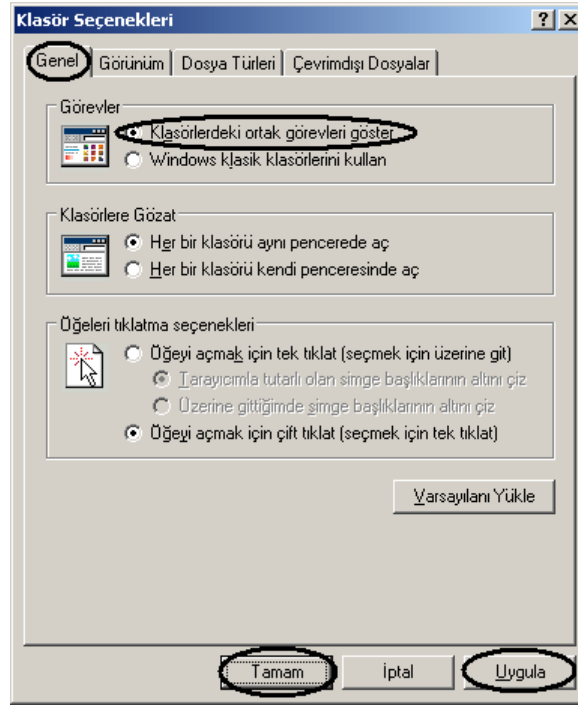 Klasör Seçenekleri
Genel Görünüm Dosya Türleri Çevrimdışı Dosyalar
Görevler
Klasörlerdeki ortak görevleri göster
Windows klasik klasörlerini kullan
Klasörlere Gözat
Her bir klasörü aynı pencerede aç
Her bir klasörü kendi penceresinde aç
Öğeleri tıklatma seçenekleri
Öğeyi açmak için tek tıklat (seçmek için üzerine git)
Tarayıcımla tutarlı olan simge başlıklarının altını çiz
Üzerine gittiğimde simge başlıklarının altını çiz
Öğeyi açmak için çift tıklat (seçmek için tek tıklat)
Varsayılanı Yükle
Tamam İptal Uygula